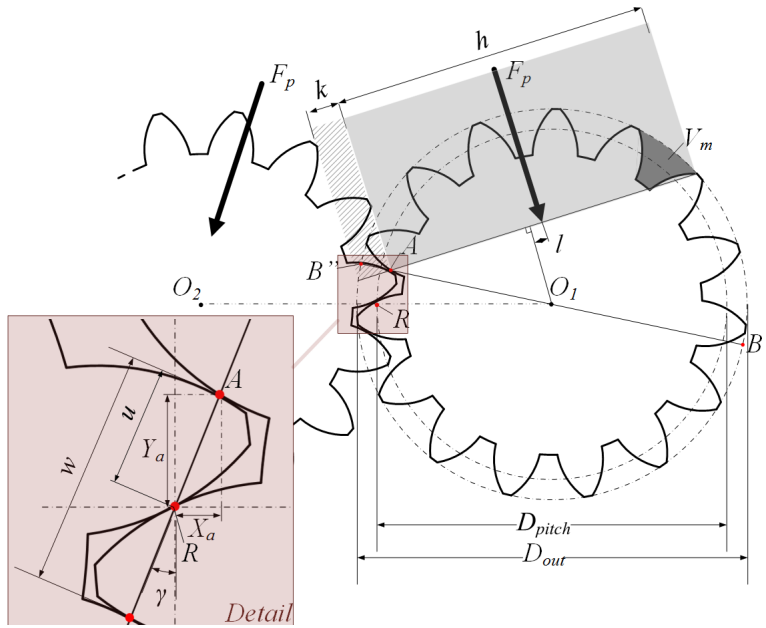 h
k
F_p
F_p
V_m
l
A
B”
O_2
O_1
R
B
A
u
w
Y_a
X_a
R
γ
D_pitch
D_out
Detail